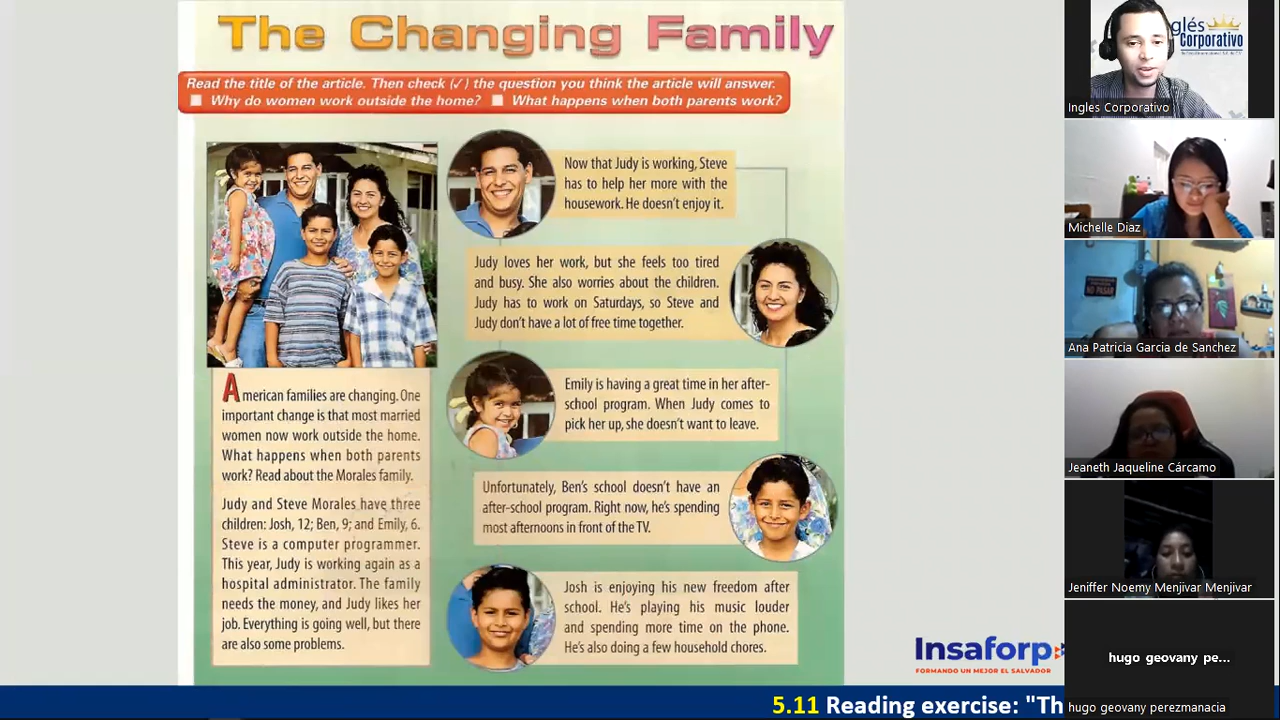 The Changing Family
Read the title of the article. Then check (✓) the question you think the article will answer.
Why do women work outside the home? What happens when both parents work?
Now that Judy is working, Steve
has to help her more with the
housework. He doesn't enjoy it.
Judy loves her work, but she feels too tired
and busy. She also worries about the children.
Judy has to work on Saturdays, so Steve and
Judy don't have a lot of free time together.
Emily is having a great time in her after-
school program. When Judy comes to
pick her up, she doesn't want to leave.
Unfortunately, Ben's school doesn't have an
after-school program. Right now, he's spending
most afternoons in front of the TV.
Josh is enjoying his new freedom after
school. He's playing his music louder
and spending more time on the phone.
He's also doing a few household chores.
American families are changing. One
important change is that most married
women now work outside the home.
What happens when both parents
work? Read about the Morales family.
Judy and Steve Morales have three
children: Josh, 12; Ben, 9; and Emily, 6.
Steve is a computer programmer.
This year, Judy is working again as a
hospital administrator. The family
needs the money, and Judy likes her
job. Everything is going well, but there
are also some problems.
Insaforp
FORMANDO UN MEJOR EL SALVADOR
5.11 Reading exercise: "Th
glés
Corporativo
Ingles Corporativo
Michelle Diaz
NO PASAR
Ana Patricia Garcia de Sanchez
Jeaneth Jaqueline Cárcamo
Jeniffer Noemy Menjivar Menjivar
hugo geovany pe...
hugo geovany perezmanacia